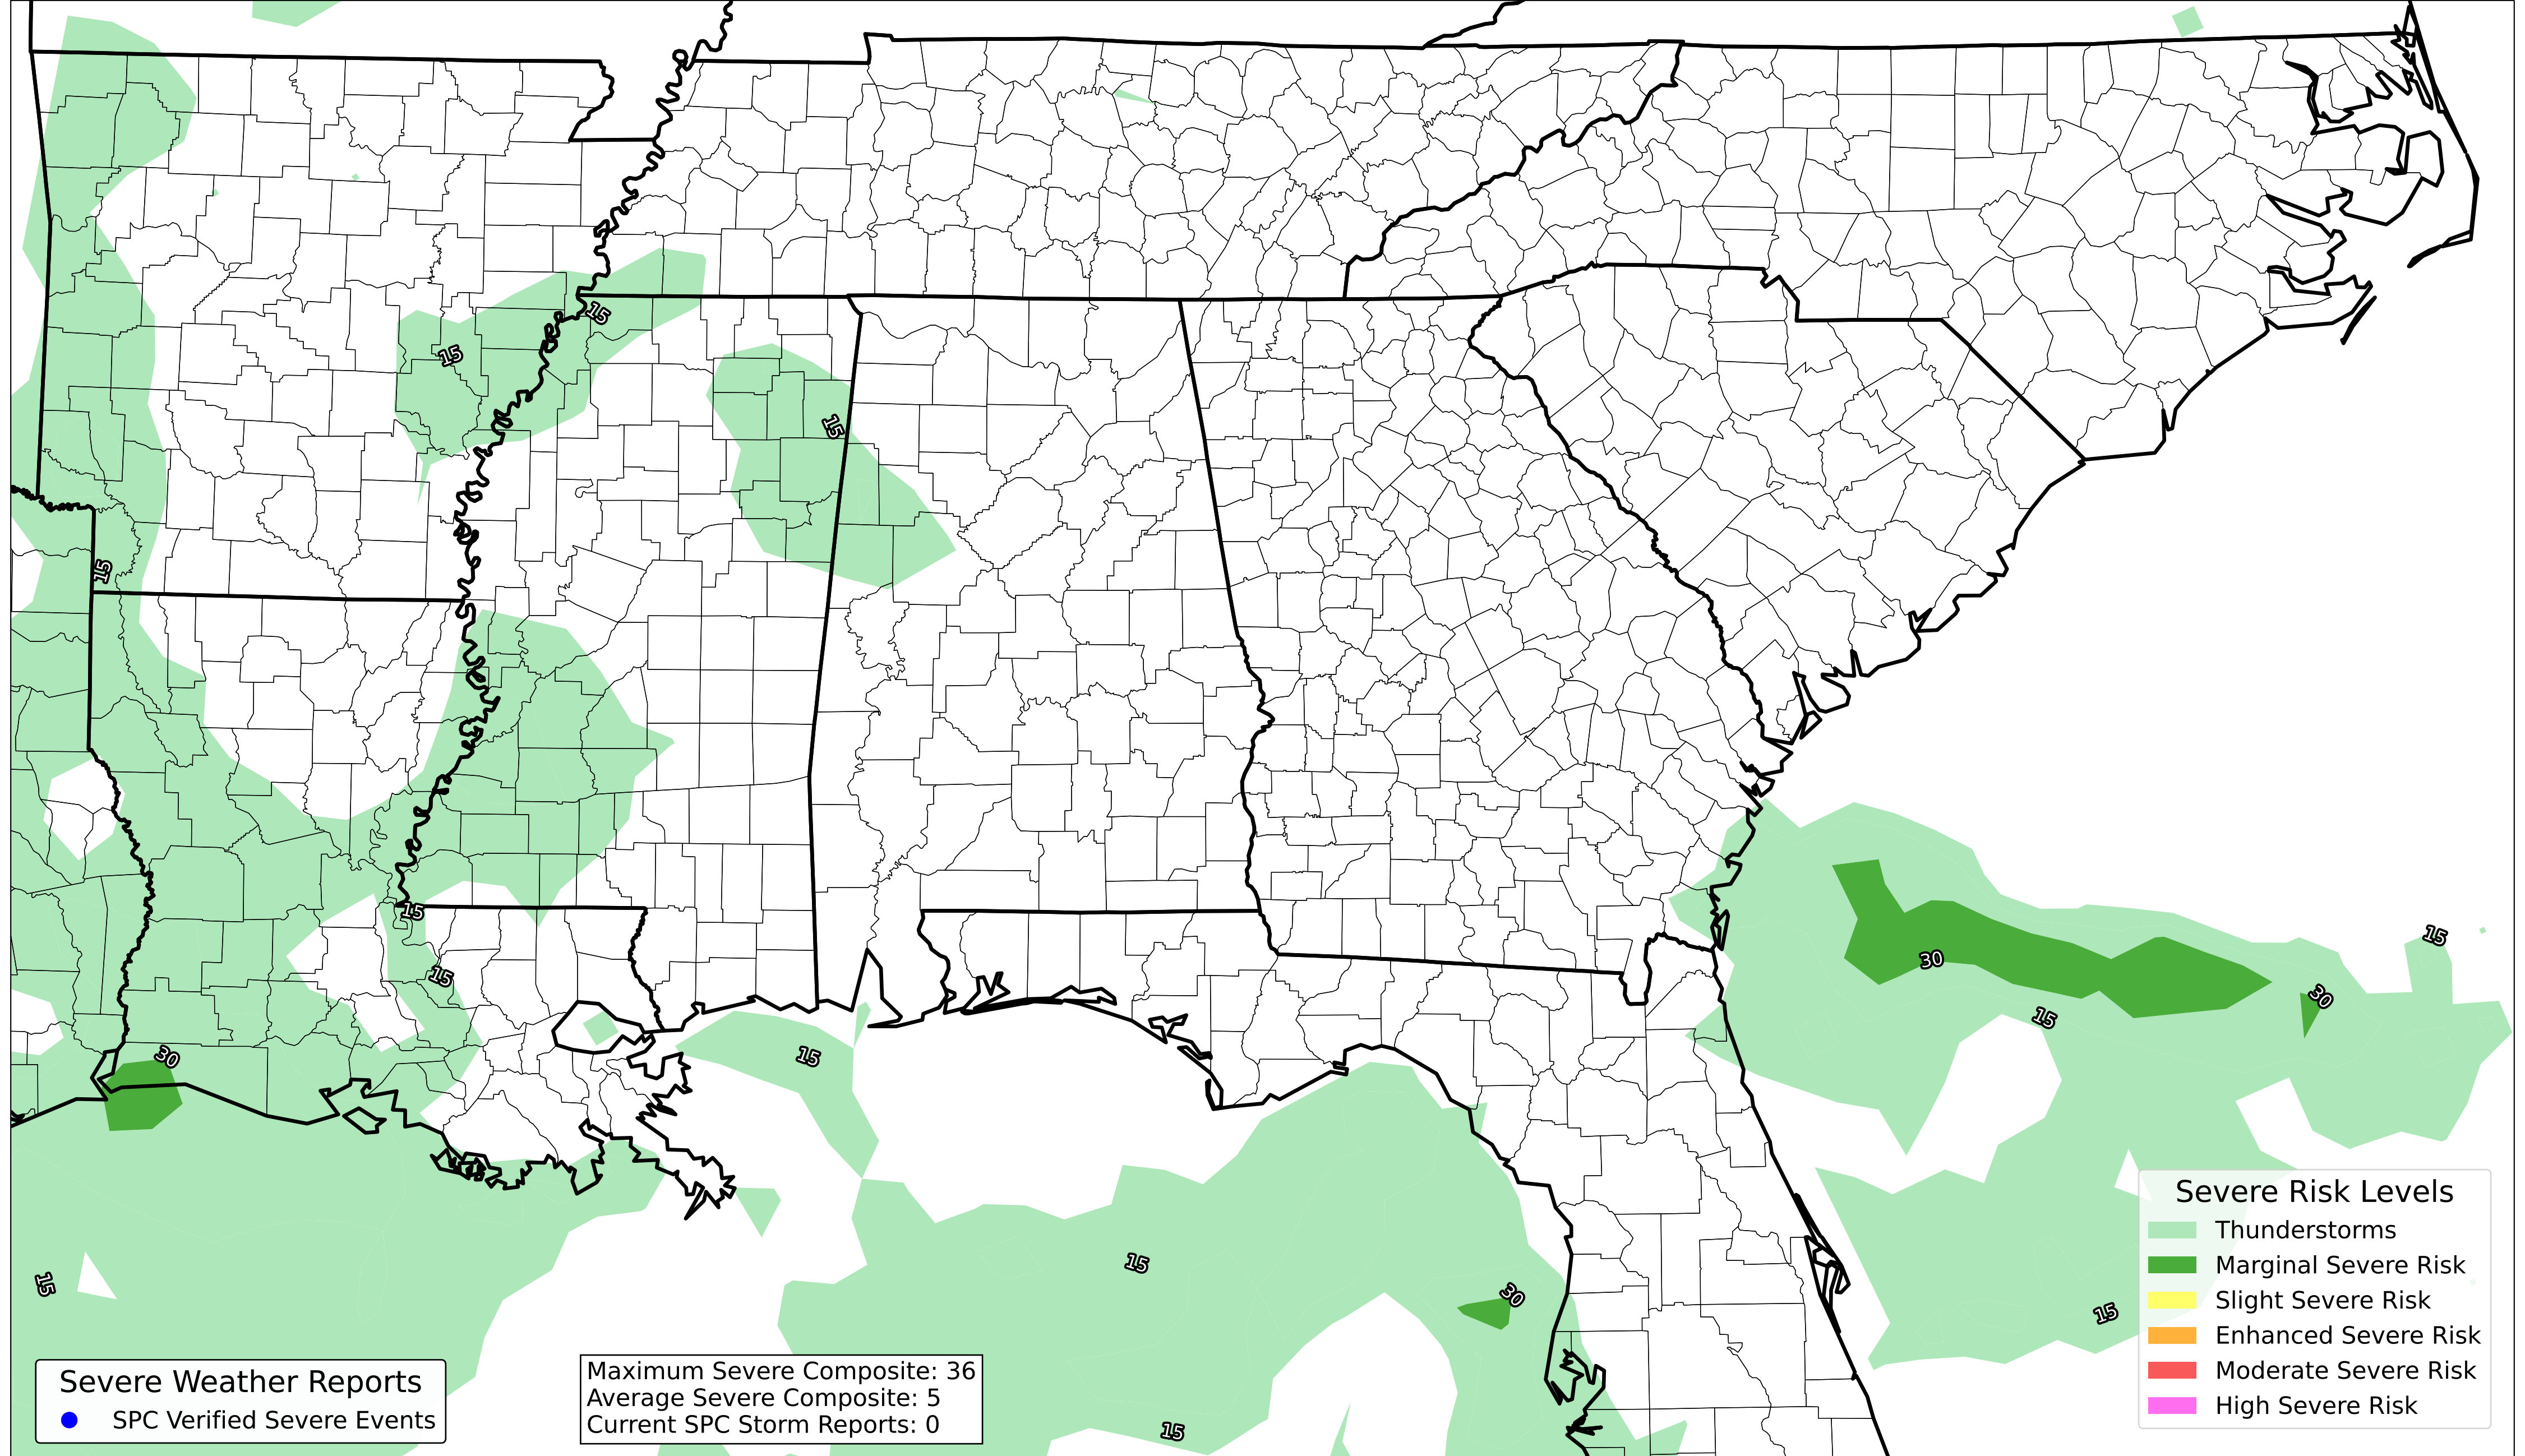 15
15
15
15
15
15
15
30
15
30
30
15
15
15
30
15
15
15
Severe Risk Levels
Thunderstorms
Marginal Severe Risk
Slight Severe Risk
Enhanced Severe Risk
Moderate Severe Risk
High Severe Risk
Severe Weather Reports
SPC Verified Severe Events
Maximum Severe Composite: 36
Average Severe Composite: 5
Current SPC Storm Reports: 0